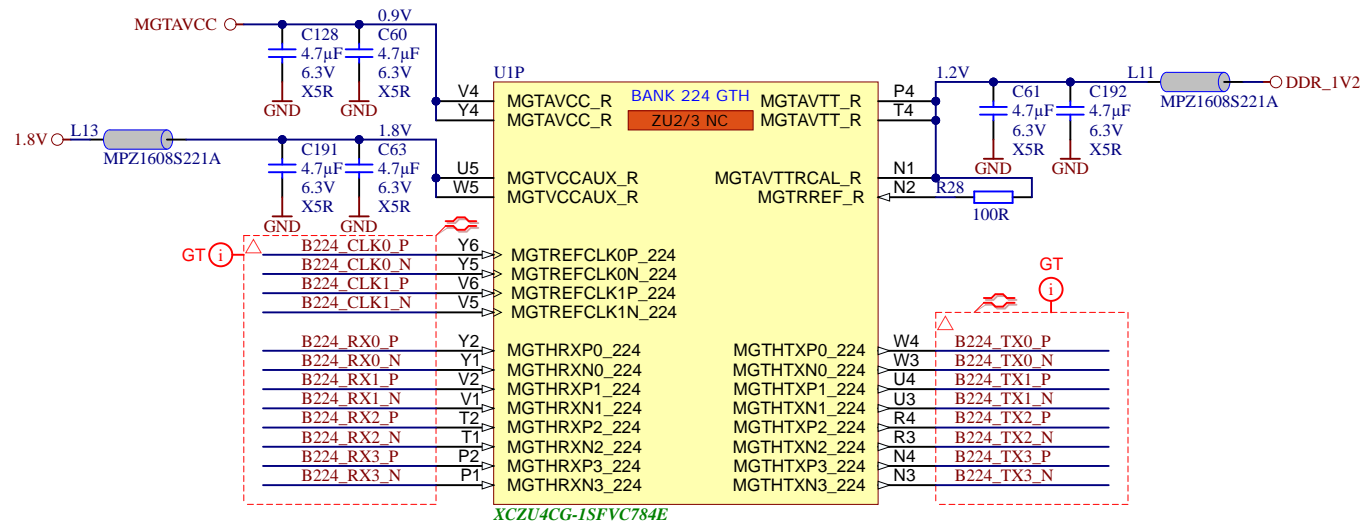 MGTAVCC
0.9V
C128
4.7µF
6.3V
X5R
GND
C60
4.7µF
6.3V
X5R
GND
1.8V
L13
MPZ1608S221A
1.8V
C191
4.7µF
6.3V
X5R
GND
C63
4.7µF
6.3V
X5R
GND
U1P
BANK 224 GTH
ZU2/3 NC
V4 MGTAVCC_R
Y4 MGTAVCC_R
U5 MGTVCCAUX_R
W5 MGTVCCAUX_R
MGTAVTT_R P4
MGTAVTT_R T4
MGTAVTTRCAL_R N1
MGTRREF_R N2
1.2V
C61
4.7µF
6.3V
X5R
GND
C192
4.7µF
6.3V
X5R
GND
L11
MPZ1608S221A
DDR_1V2
R28
100R
GT i
B224_CLK0_P Y6 MGTREFCLK0P_224
B224_CLK0_N Y5 MGTREFCLK0N_224
B224_CLK1_P V6 MGTREFCLK1P_224
B224_CLK1_N V5 MGTREFCLK1N_224
B224_RX0_P Y2 MGTHRXP0_224
B224_RX0_N Y1 MGTHRXN0_224
B224_RX1_P V2 MGTHRXP1_224
B224_RX1_N V1 MGTHRXN1_224
B224_RX2_P T2 MGTHRXP2_224
B224_RX2_N T1 MGTHRXN2_224
B224_RX3_P P2 MGTHRXP3_224
B224_RX3_N P1 MGTHRXN3_224
GT
i
MGTHTXP0_224 W4 B224_TX0_P
MGTHTXN0_224 W3 B224_TX0_N
MGTHTXP1_224 U4 B224_TX1_P
MGTHTXN1_224 U3 B224_TX1_N
MGTHTXP2_224 R4 B224_TX2_P
MGTHTXN2_224 R3 B224_TX2_N
MGTHTXP3_224 N4 B224_TX3_P
MGTHTXN3_224 N3 B224_TX3_N
XCZU4CG-1SFVC784E